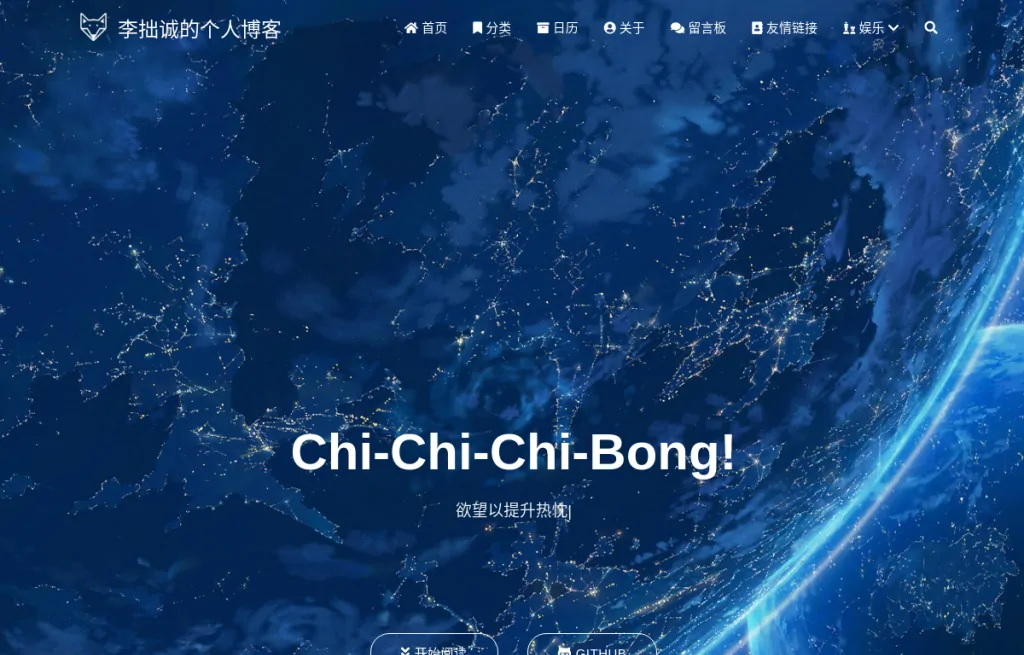 李拙诚的个人博客
首页 分类 日历 关于 留言板 友情链接 娱乐
Chi-Chi-Chi-Bong!
欲望以提升热忱|
开始阅读 GITHUB